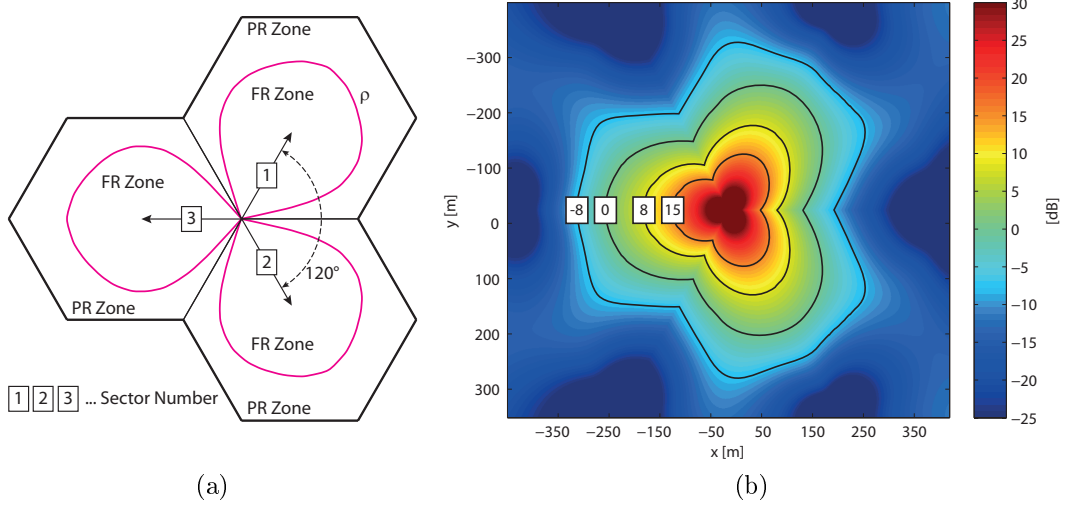 PR Zone
FR Zone
ρ
1
FR Zone
3
2
120°
PR Zone
FR Zone
1 2 3 ... Sector Number
PR Zone
(a)
−300
−200
−100
0
100
200
300
y [m]
-8 0 8 15
−350 −250 −150 −50 50 150 250 350
x [m]
30
25
20
15
10
5
0
−5
−10
−15
−20
−25
[dB]
(b)